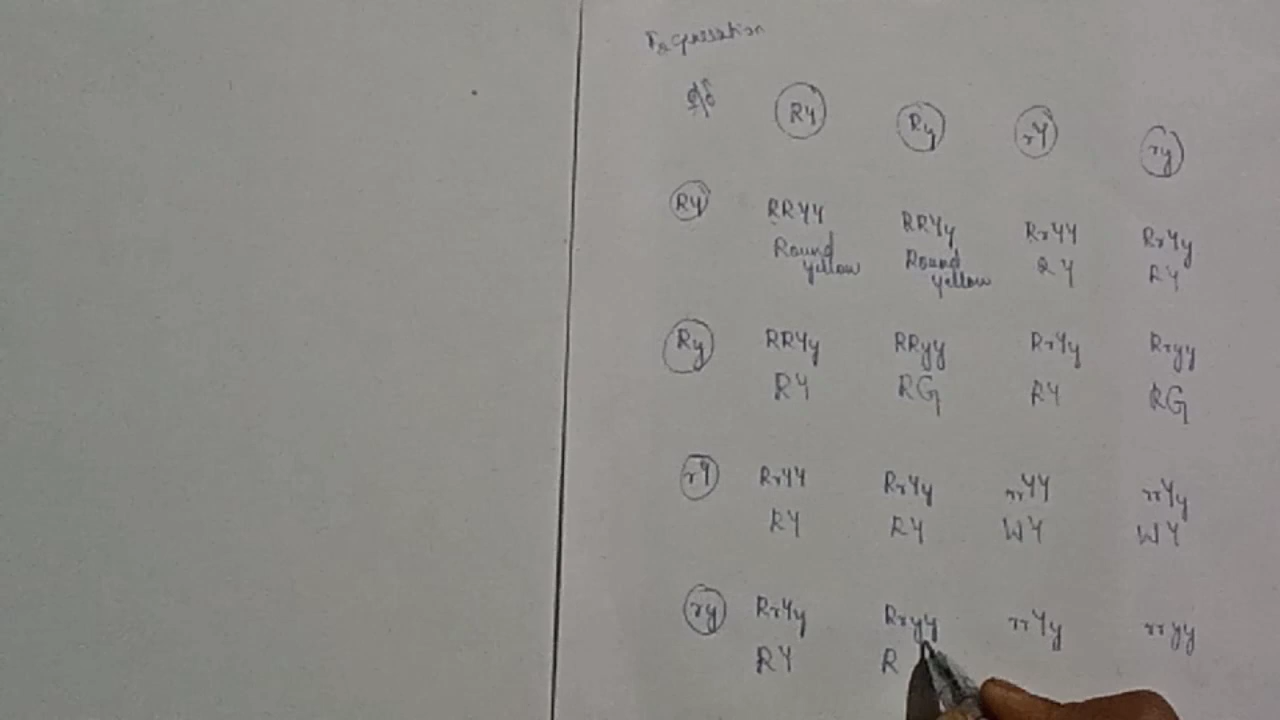 ♀/♂ RY Ry rY ry
RY RRYY RRYy RrYY RrYy
Round Round RY RY
yellow yellow
Ry RRYy RRyy RrYy Rryy
RY RG RY RG
rY RrYY RrYy rrYY rrYy
RY RY WY WY
ry RrYy Rryy rrYy rryy
RY R